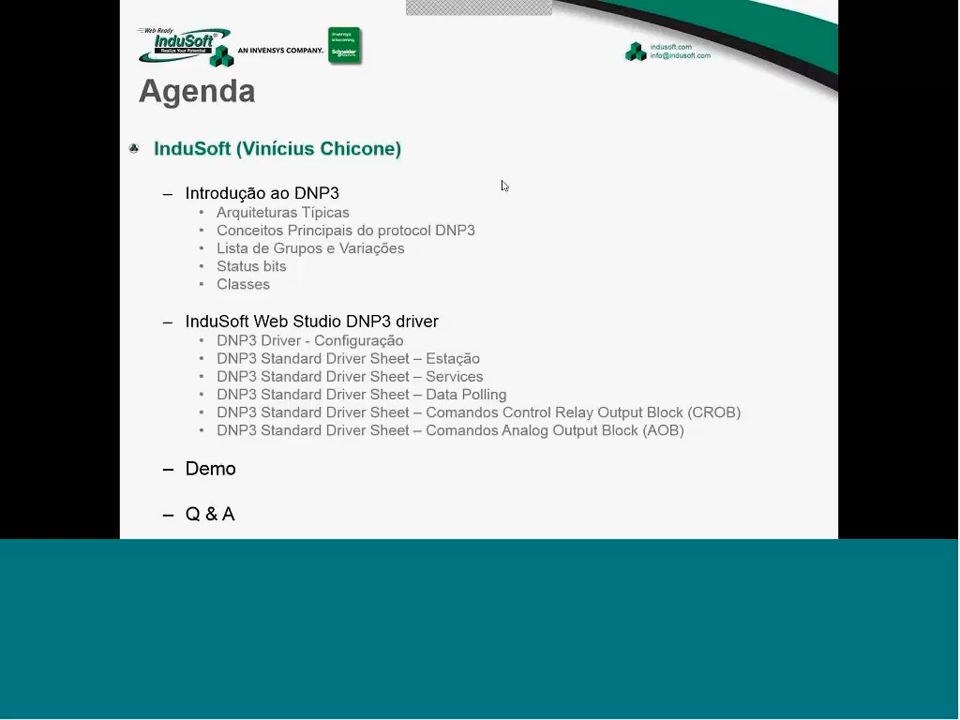 Web Ready
InduSoft®
Realize Your Potential
AN INVENSYS COMPANY.
Schneider
indusoft.com
info@indusoft.com
Agenda
InduSoft (Vinícius Chicone)
– Introdução ao DNP3
• Arquiteturas Típicas
• Conceitos Principais do protocol DNP3
• Lista de Grupos e Variações
• Status bits
• Classes
– InduSoft Web Studio DNP3 driver
• DNP3 Driver - Configuração
• DNP3 Standard Driver Sheet – Estação
• DNP3 Standard Driver Sheet – Services
• DNP3 Standard Driver Sheet – Data Polling
• DNP3 Standard Driver Sheet – Comandos Control Relay Output Block (CROB)
• DNP3 Standard Driver Sheet – Comandos Analog Output Block (AOB)
– Demo
– Q & A